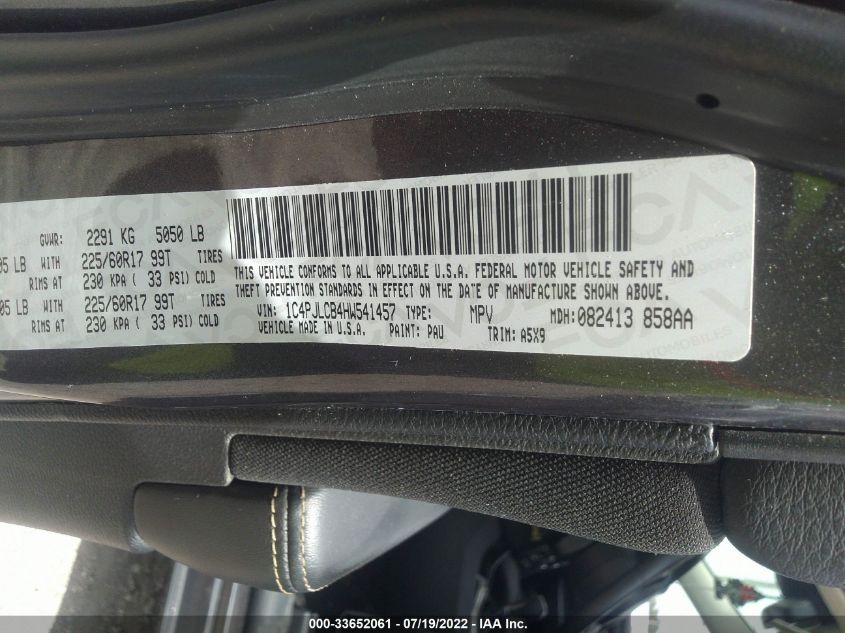 GVWR: 2291 KG 5050 LB
05 LB WITH 225/60R17 99T TIRES
RIMS AT 230 KPA ( 33 PSI) COLD
05 LB WITH 225/60R17 99T TIRES
RIMS AT 230 KPA ( 33 PSI) COLD
THIS VEHICLE CONFORMS TO ALL APPLICABLE U.S.A. FEDERAL MOTOR VEHICLE SAFETY AND
THEFT PREVENTION STANDARDS IN EFFECT ON THE DATE OF MANUFACTURE SHOWN ABOVE.
VIN: 1C4PJLCB4HW541457 TYPE: MPV MDH: 082413 858AA
VEHICLE MADE IN U.S.A. PAINT: PAU TRIM: A5X9
000-33652061 - 07/19/2022 - IAAI.com